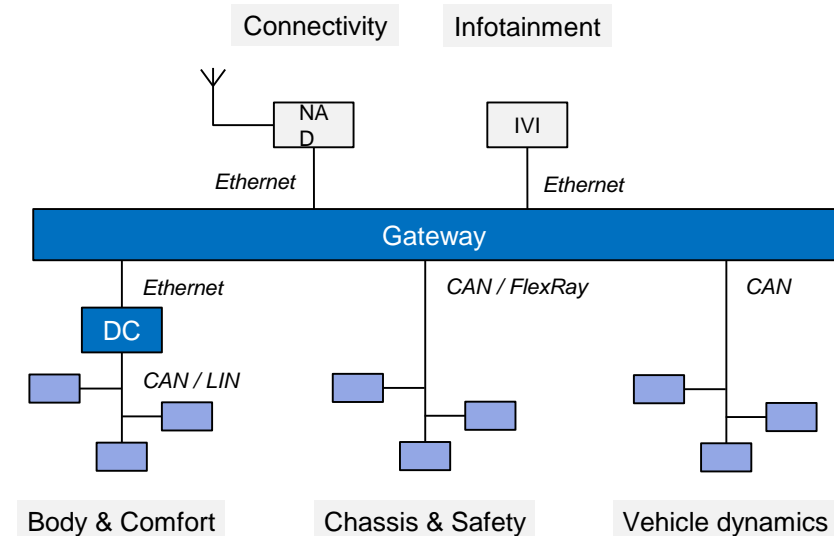 Connectivity
Infotainment
NA
D
IVI
Ethernet
Ethernet
Gateway
Ethernet
CAN / FlexRay
CAN
DC
CAN / LIN
Body & Comfort
Chassis & Safety
Vehicle dynamics